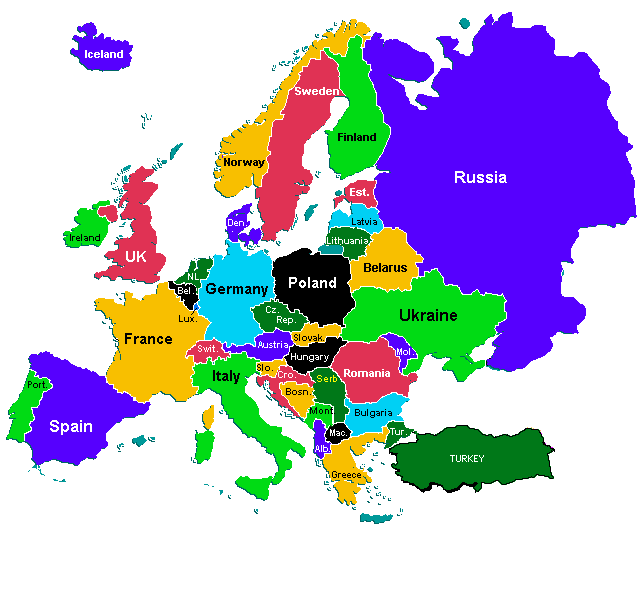 Iceland
Sweden
Finland
Norway
Russia
Est.
Den.
Latvia
Ireland
Lithuania
UK
Belarus
NL
Bel.
Germany
Poland
Lux.
Cz.
Rep.
Ukraine
France
Slovak.
Swit.
Austria
Hungary
Mol.
Slo.
Cro.
Italy
Romania
Serb
Port.
Bosn.
Mont
Bulgaria
Spain
Mac.
Tur
Alb.
TURKEY
Greece